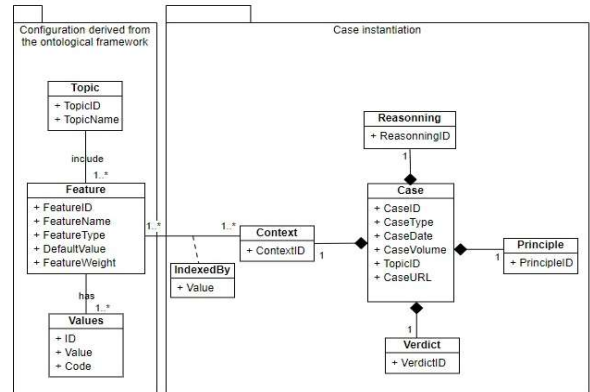 Configuration derived from
the ontological framework
Case instantiation
Topic
+ TopicID
+ TopicName
include
1..*
Feature
+ FeatureID
+ FeatureName
+ FeatureType
+ DefaultValue
+ FeatureWeight
has
1..*
Values
+ ID
+ Value
+ Code
1..*
1..*
IndexedBy
+ Value
Context
+ ContextID
1
Reasonning
+ ReasonningID
1
Case
+ CaseID
+ CaseType
+ CaseDate
+ CaseVolume
+ TopicID
+ CaseURL
1
Principle
+ PrincipleID
1
Verdict
+ VerdictID